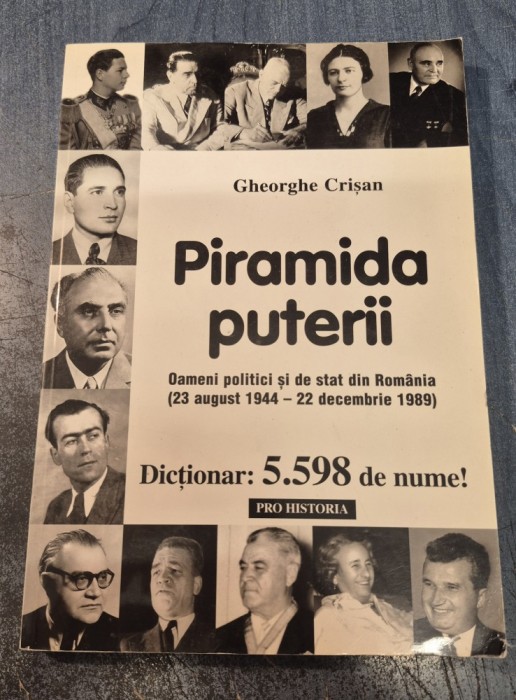 Gheorghe Crișan
Piramida
puterii
Oameni politici și de stat din România
(23 august 1944 – 22 decembrie 1989)
Dicționar: 5.598 de nume!
PRO HISTORIA